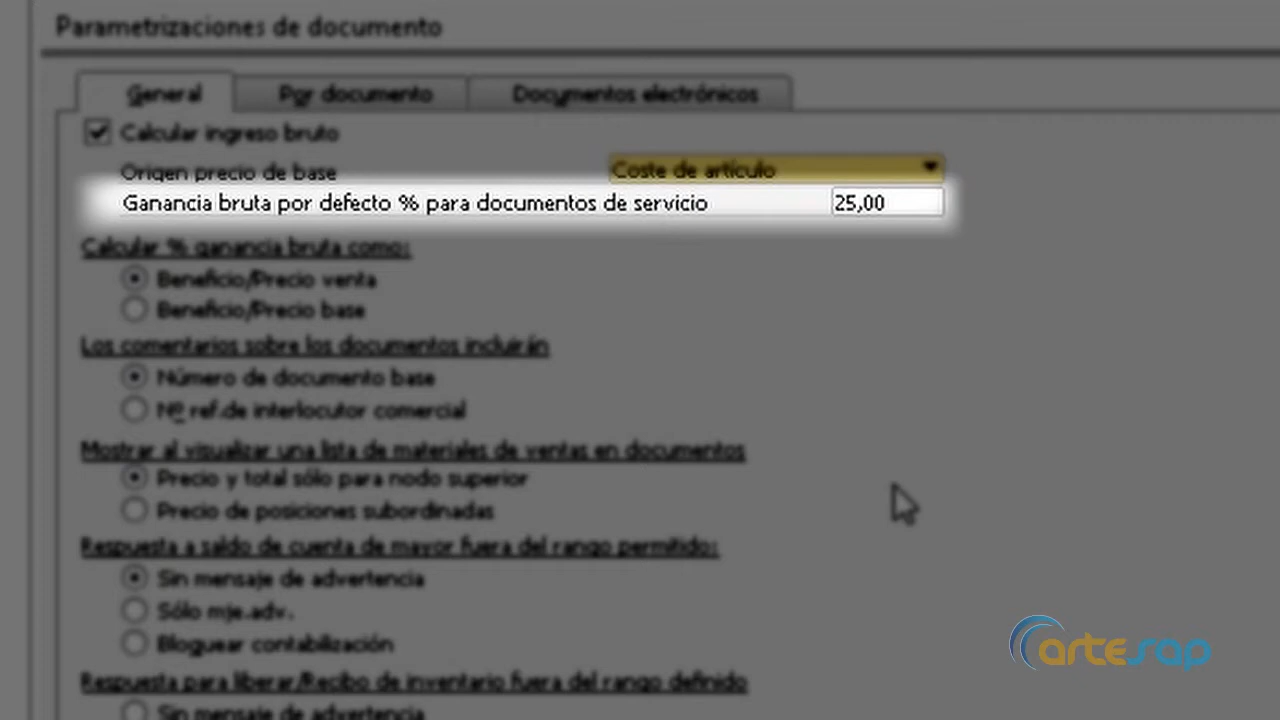 Parametrizaciones de documento
General
Por documento
Documentos electrónicos
Calcular ingreso bruto
Origen precio de base
Coste de artículo
Ganancia bruta por defecto % para documentos de servicio
25,00
Calcular % ganancia bruta como:
Beneficio/Precio venta
Beneficio/Precio base
Los comentarios sobre los documentos incluirán
Número de documento base
Nº ref.de interlocutor comercial
Mostrar al visualizar una lista de materiales de ventas en documentos
Precio y total sólo para nodo superior
Precio de posiciones subordinadas
Respuesta a saldo de cuenta de mayor fuera del rango permitido:
Sin mensaje de advertencia
Sólo mje.adv.
Bloquear contabilización
artesap
Respuesta para liberar/Recibo de inventario fuera del rango definido
Sin mensaje de advertencia